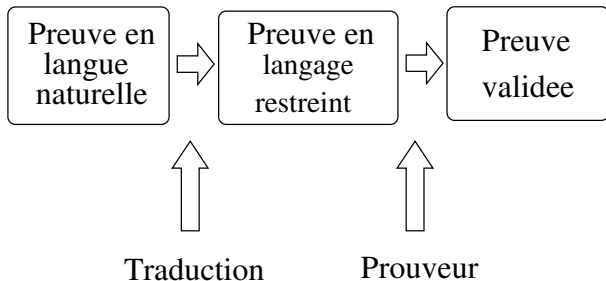 Preuve en
langue
naturelle
Preuve en
langage
restreint
Preuve
validee
Traduction
Prouveur